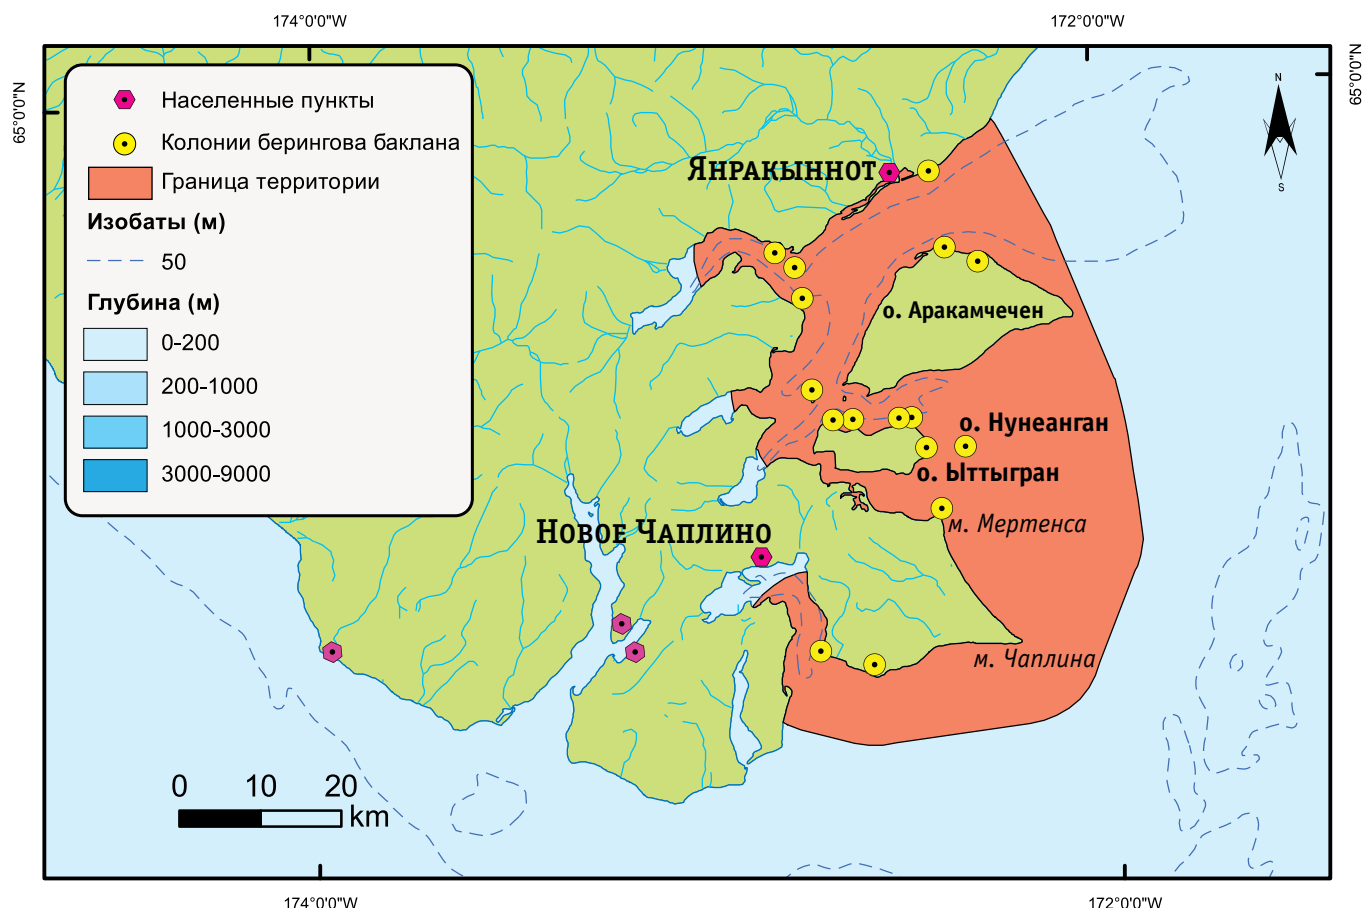 174°0'0"W
172°0'0"W
65°0'0"N
65°0'0"N
Населенные пункты
Колонии берингова баклана
Граница территории
Изобаты (м)
50
Глубина (м)
0-200
200-1000
1000-3000
3000-9000
N
S
Янракыннот
о. Аракамчечен
о. Нунеанган
о. Ыттыгран
м. Мертенса
Новое Чаплино
м. Чаплина
0 10 20
km
174°0'0"W
172°0'0"W